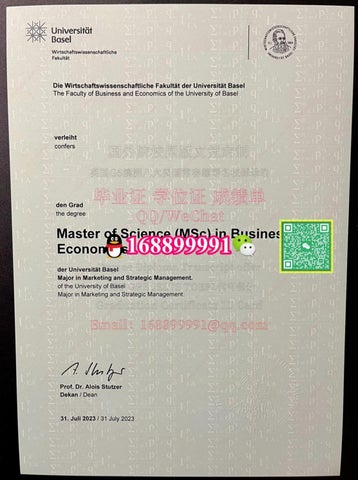 Universität
Basel
Wirtschaftswissenschaftliche
Fakultät
Die Wirtschaftswissenschaftliche Fakultät der Universität Basel
The Faculty of Business and Economics of the University of Basel
verleiht
confers
den Grad
the degree
毕业证 学位证 成绩单
QQ/WeChat
Master of Science (MSc) in Busines
Econom
168899991
der Universität Basel
Major in Marketing and Strategic Management.
of the University of Basel
Major in Marketing and Strategic Management.
Email: 168899991@qq.com
A. Stutzer
Prof. Dr. Alois Stutzer
Dekan / Dean
31. Juli 2023 / 31 July 2023